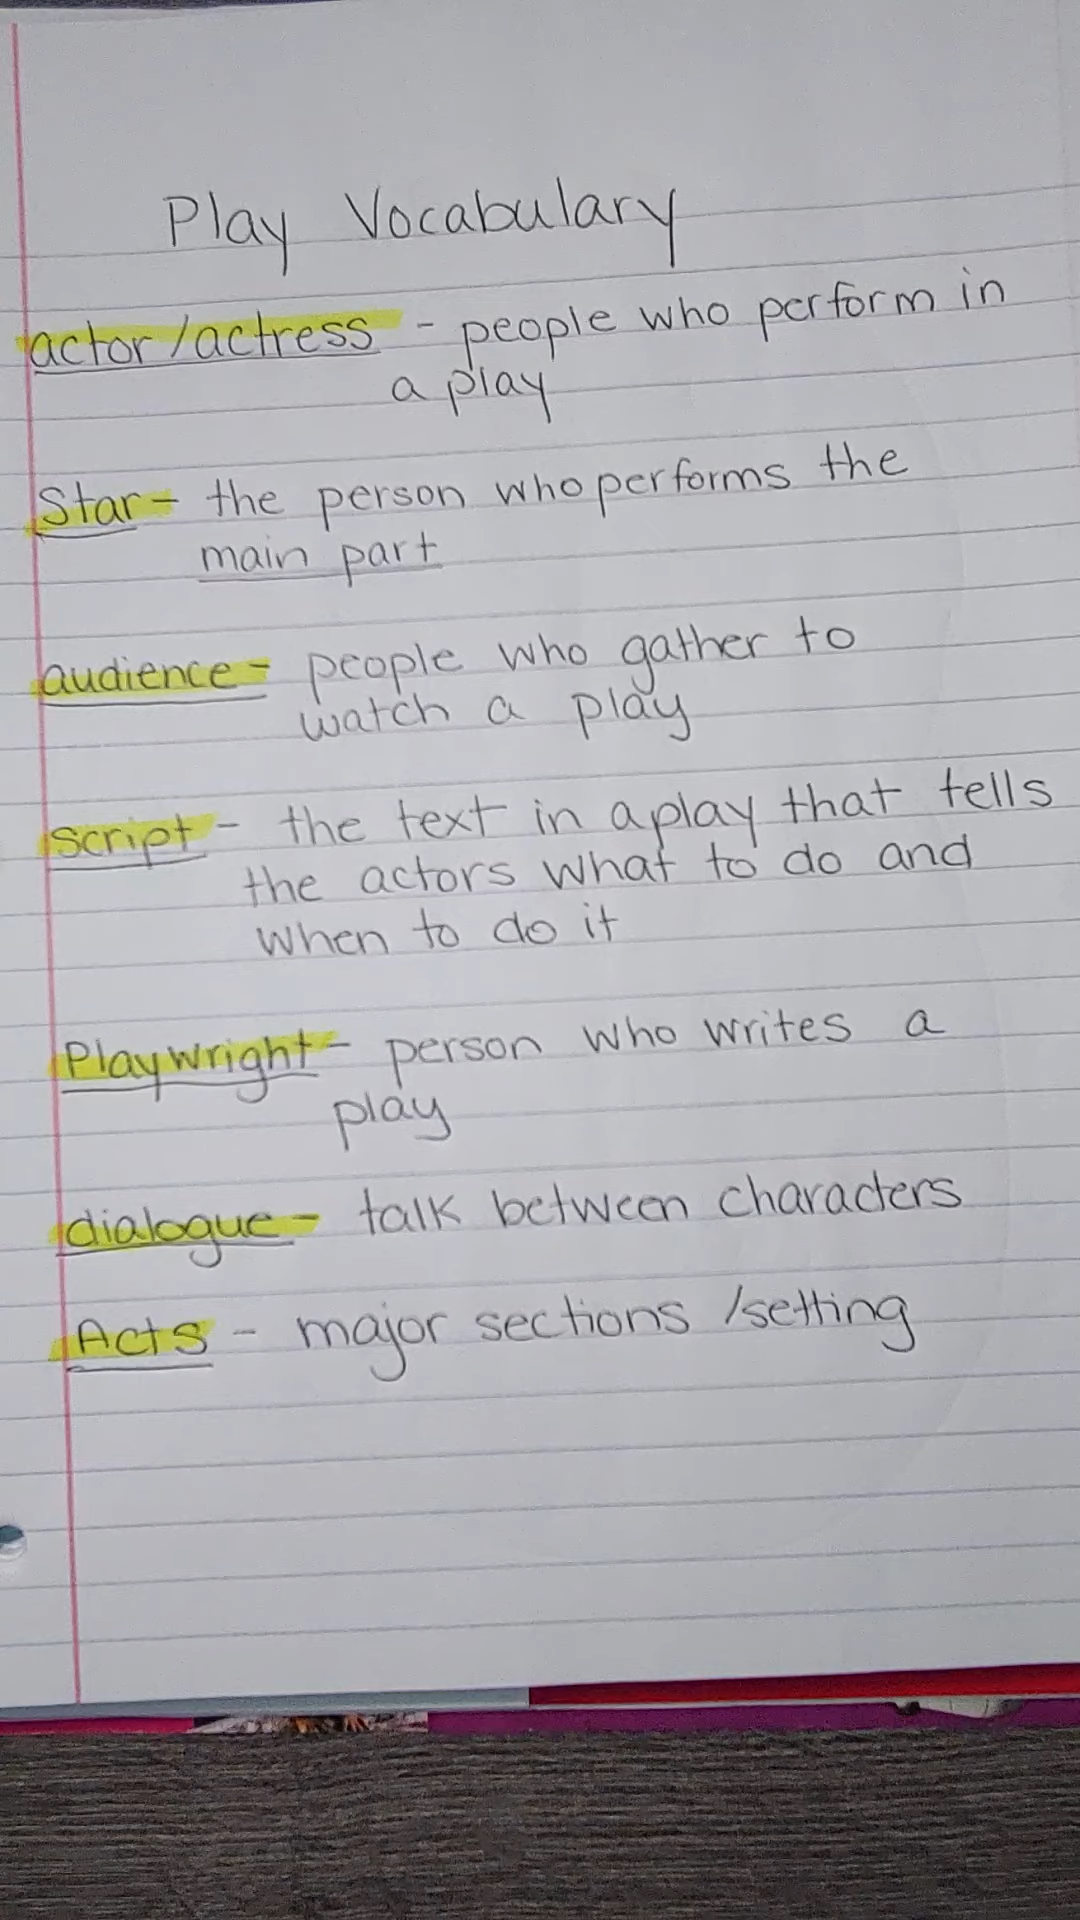 Play Vocabulary
actor/actress - people who perform in
a play
Star - the person who performs the
main part
audience - people who gather to
watch a play
script - the text in a play that tells
the actors what to do and
when to do it
Playwright - person who writes a
play
dialogue - talk between characters
Acts - major sections /setting